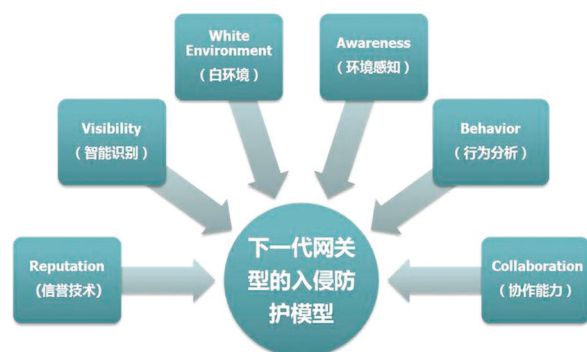 White
Environment
（白环境）
Awareness
（环境感知）
Visibility
（智能识别）
Behavior
（行为分析）
Reputation
(信誉技术)
下一代网关
型的入侵防
护模型
Collaboration
（协作能力）